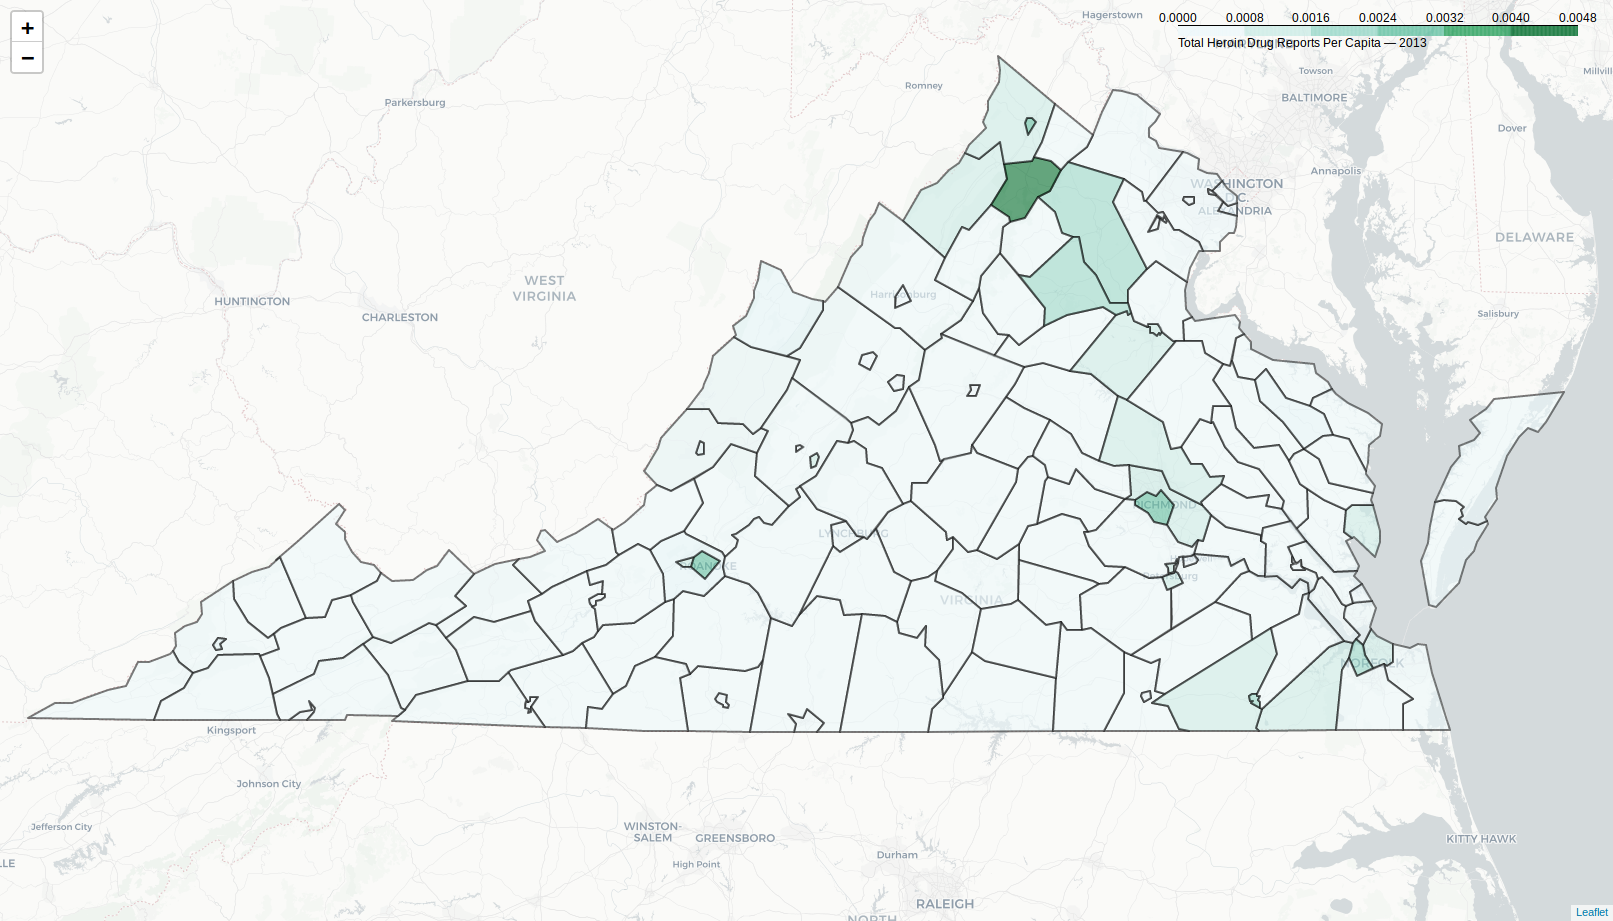 +
−
Hagerstown
0.0000 0.0008 0.0016 0.0024 0.0032 0.0040 0.0048
Total Heroin Drug Reports Per Capita — 2013
Towson
Millvill
Romney
Parkersburg
BALTIMORE
Dover
Annapolis
WASHINGTON
D.C.
ALEXANDRIA
DELAWARE
WEST
VIRGINIA
Harrisonburg
HUNTINGTON
CHARLESTON
Salisbury
RICHMOND
LYNCHBURG
ROANOKE
Petersburg
VIRGINIA
NORFOLK
Kingsport
Johnson City
Jefferson City
WINSTON-
SALEM
GREENSBORO
KITTY HAWK
Durham
High Point
LLE
RALEIGH
NORTH
Leaflet